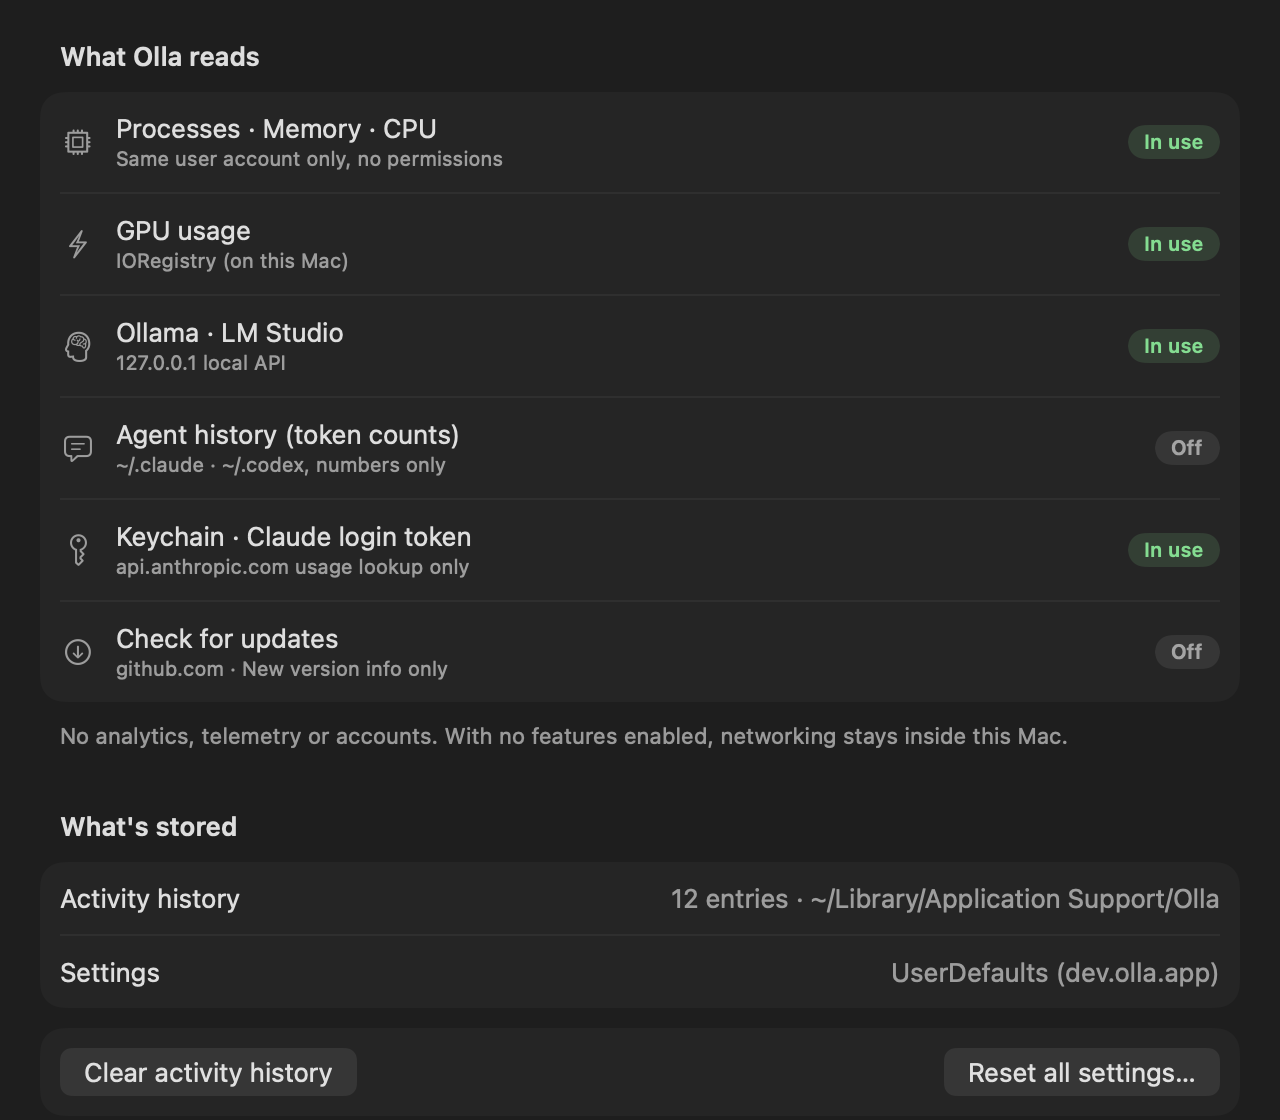 What Olla reads
Processes · Memory · CPU
Same user account only, no permissions
In use
GPU usage
IORegistry (on this Mac)
In use
Ollama · LM Studio
127.0.0.1 local API
In use
Agent history (token counts)
~/.claude · ~/.codex, numbers only
Off
Keychain · Claude login token
api.anthropic.com usage lookup only
In use
Check for updates
github.com · New version info only
Off
No analytics, telemetry or accounts. With no features enabled, networking stays inside this Mac.
What's stored
Activity history
12 entries · ~/Library/Application Support/Olla
Settings
UserDefaults (dev.olla.app)
Clear activity history
Reset all settings...